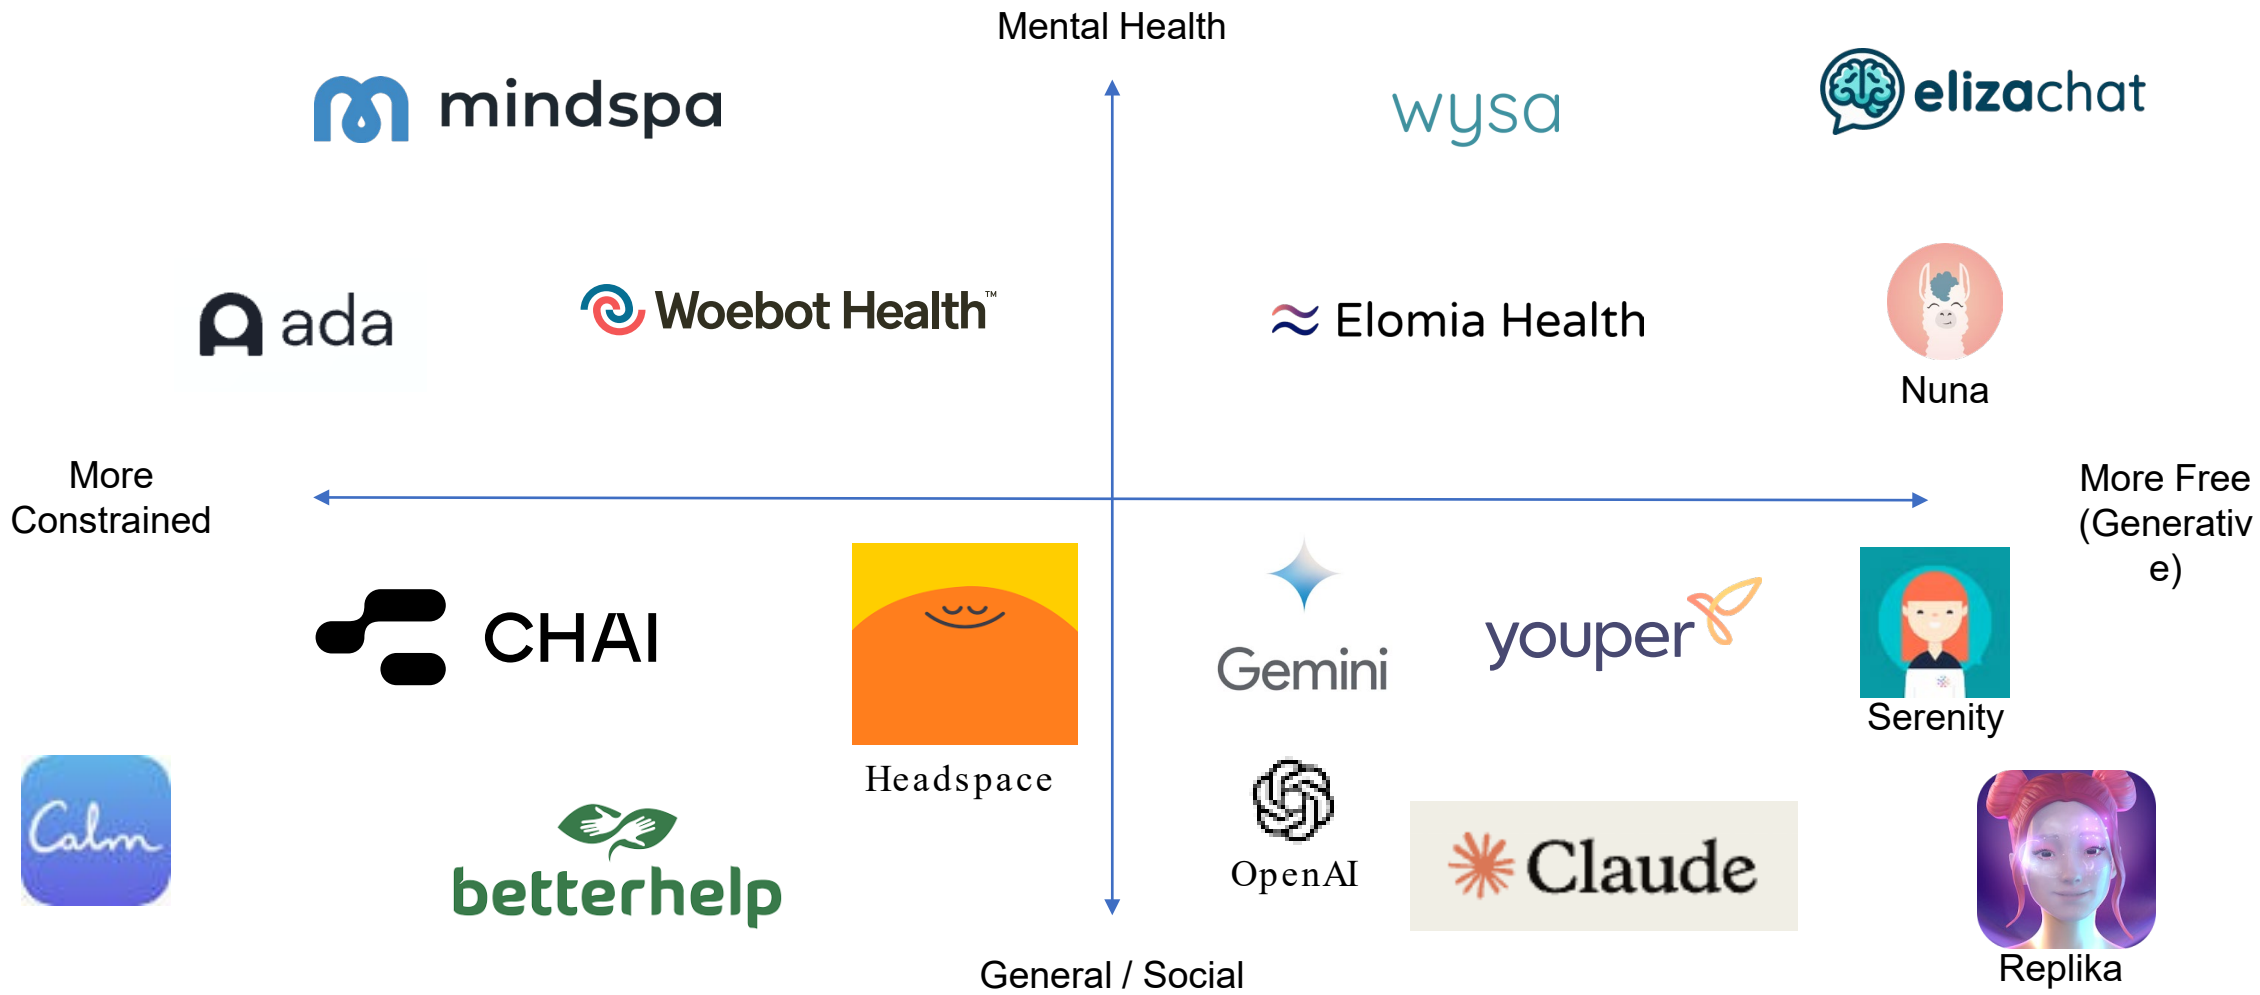 Mental Health
mindspa
wysa
elizachat
ada
Woebot Health™
Elomia Health
Nuna
More
Constrained
More Free
(Generativ
e)
CHAI
Headspace
Gemini
youper
Serenity
Calm
betterhelp
OpenAI
Claude
Replika
General / Social